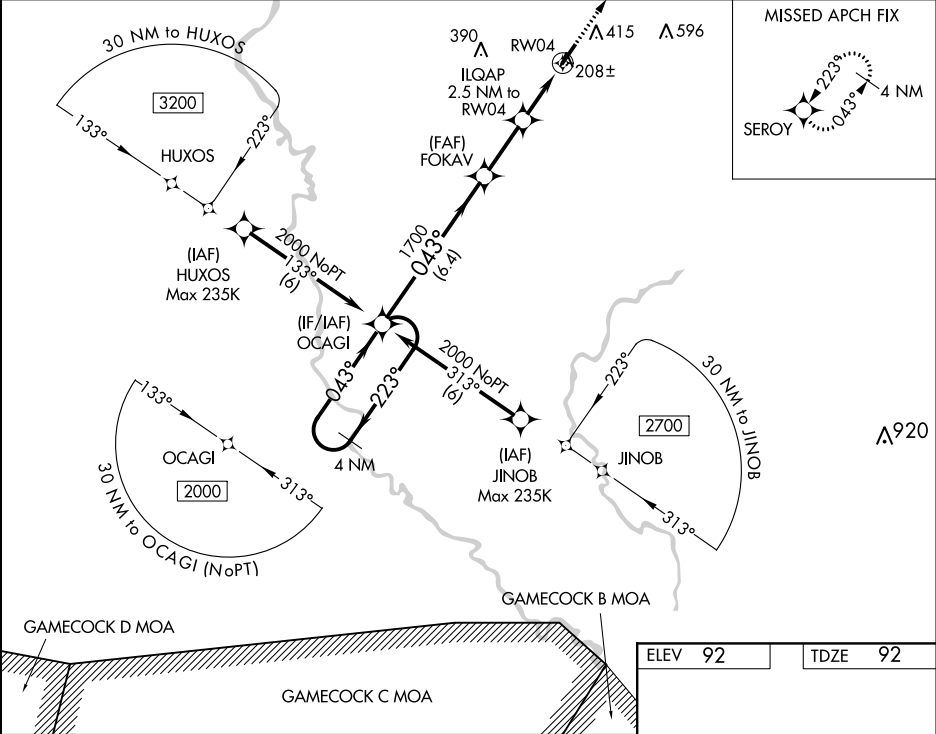 30 NM to HUXOS
3200
133°
223°
HUXOS
390
RW04
415
596
208±
ILQAP
2.5 NM to
RW04
(FAF)
FOKAV
MISSED APCH FIX
223°
043°
4 NM
SEROY
(IAF)
HUXOS
Max 235K
2000 NoPT
133°
(6)
1700
043°
(6.4)
(IF/IAF)
OCAGI
043°
223°
4 NM
2000 NoPT
313°
(6)
(IAF)
JINOB
Max 235K
223°
30 NM to JINOB
2700
JINOB
313°
920
133°
OCAGI
2000
313°
30 NM to OCAGI (NoPT)
GAMECOCK D MOA
GAMECOCK B MOA
GAMECOCK C MOA
ELEV 92
TDZE 92